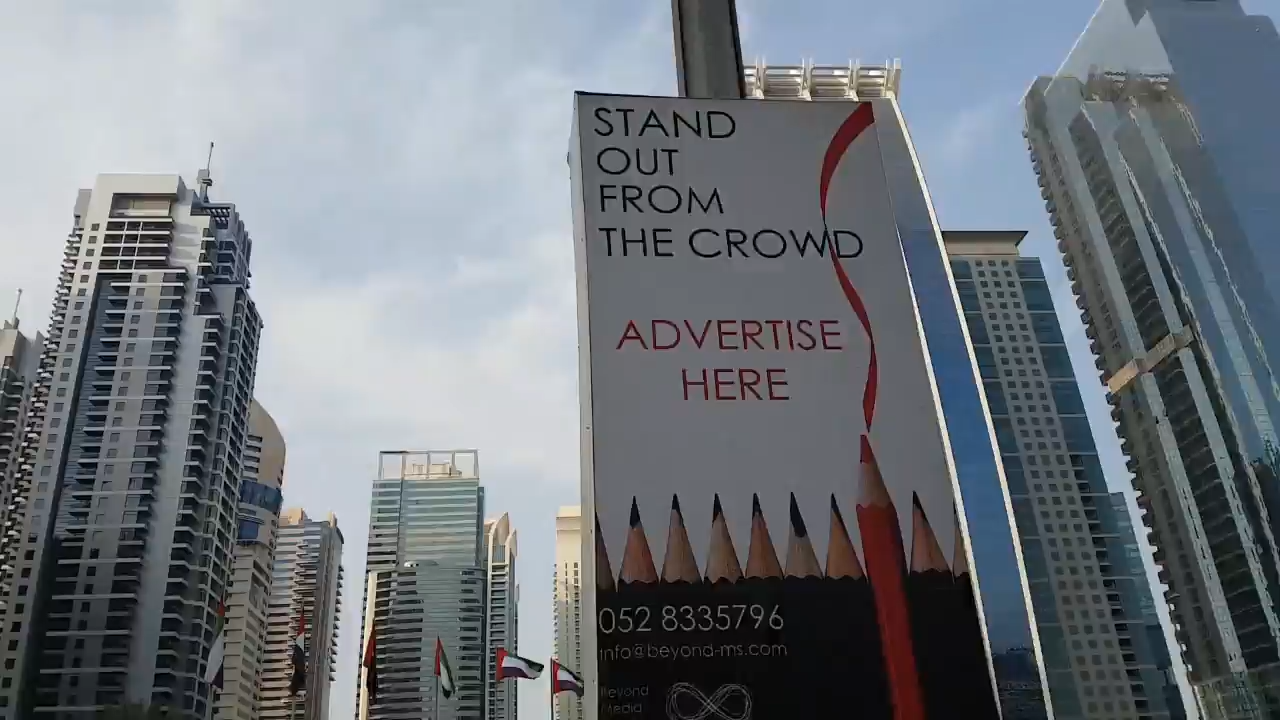 STAND
OUT
FROM
THE CROWD
ADVERTISE
HERE
052 8335796
info@beyond-ms.com
Beyond
Media